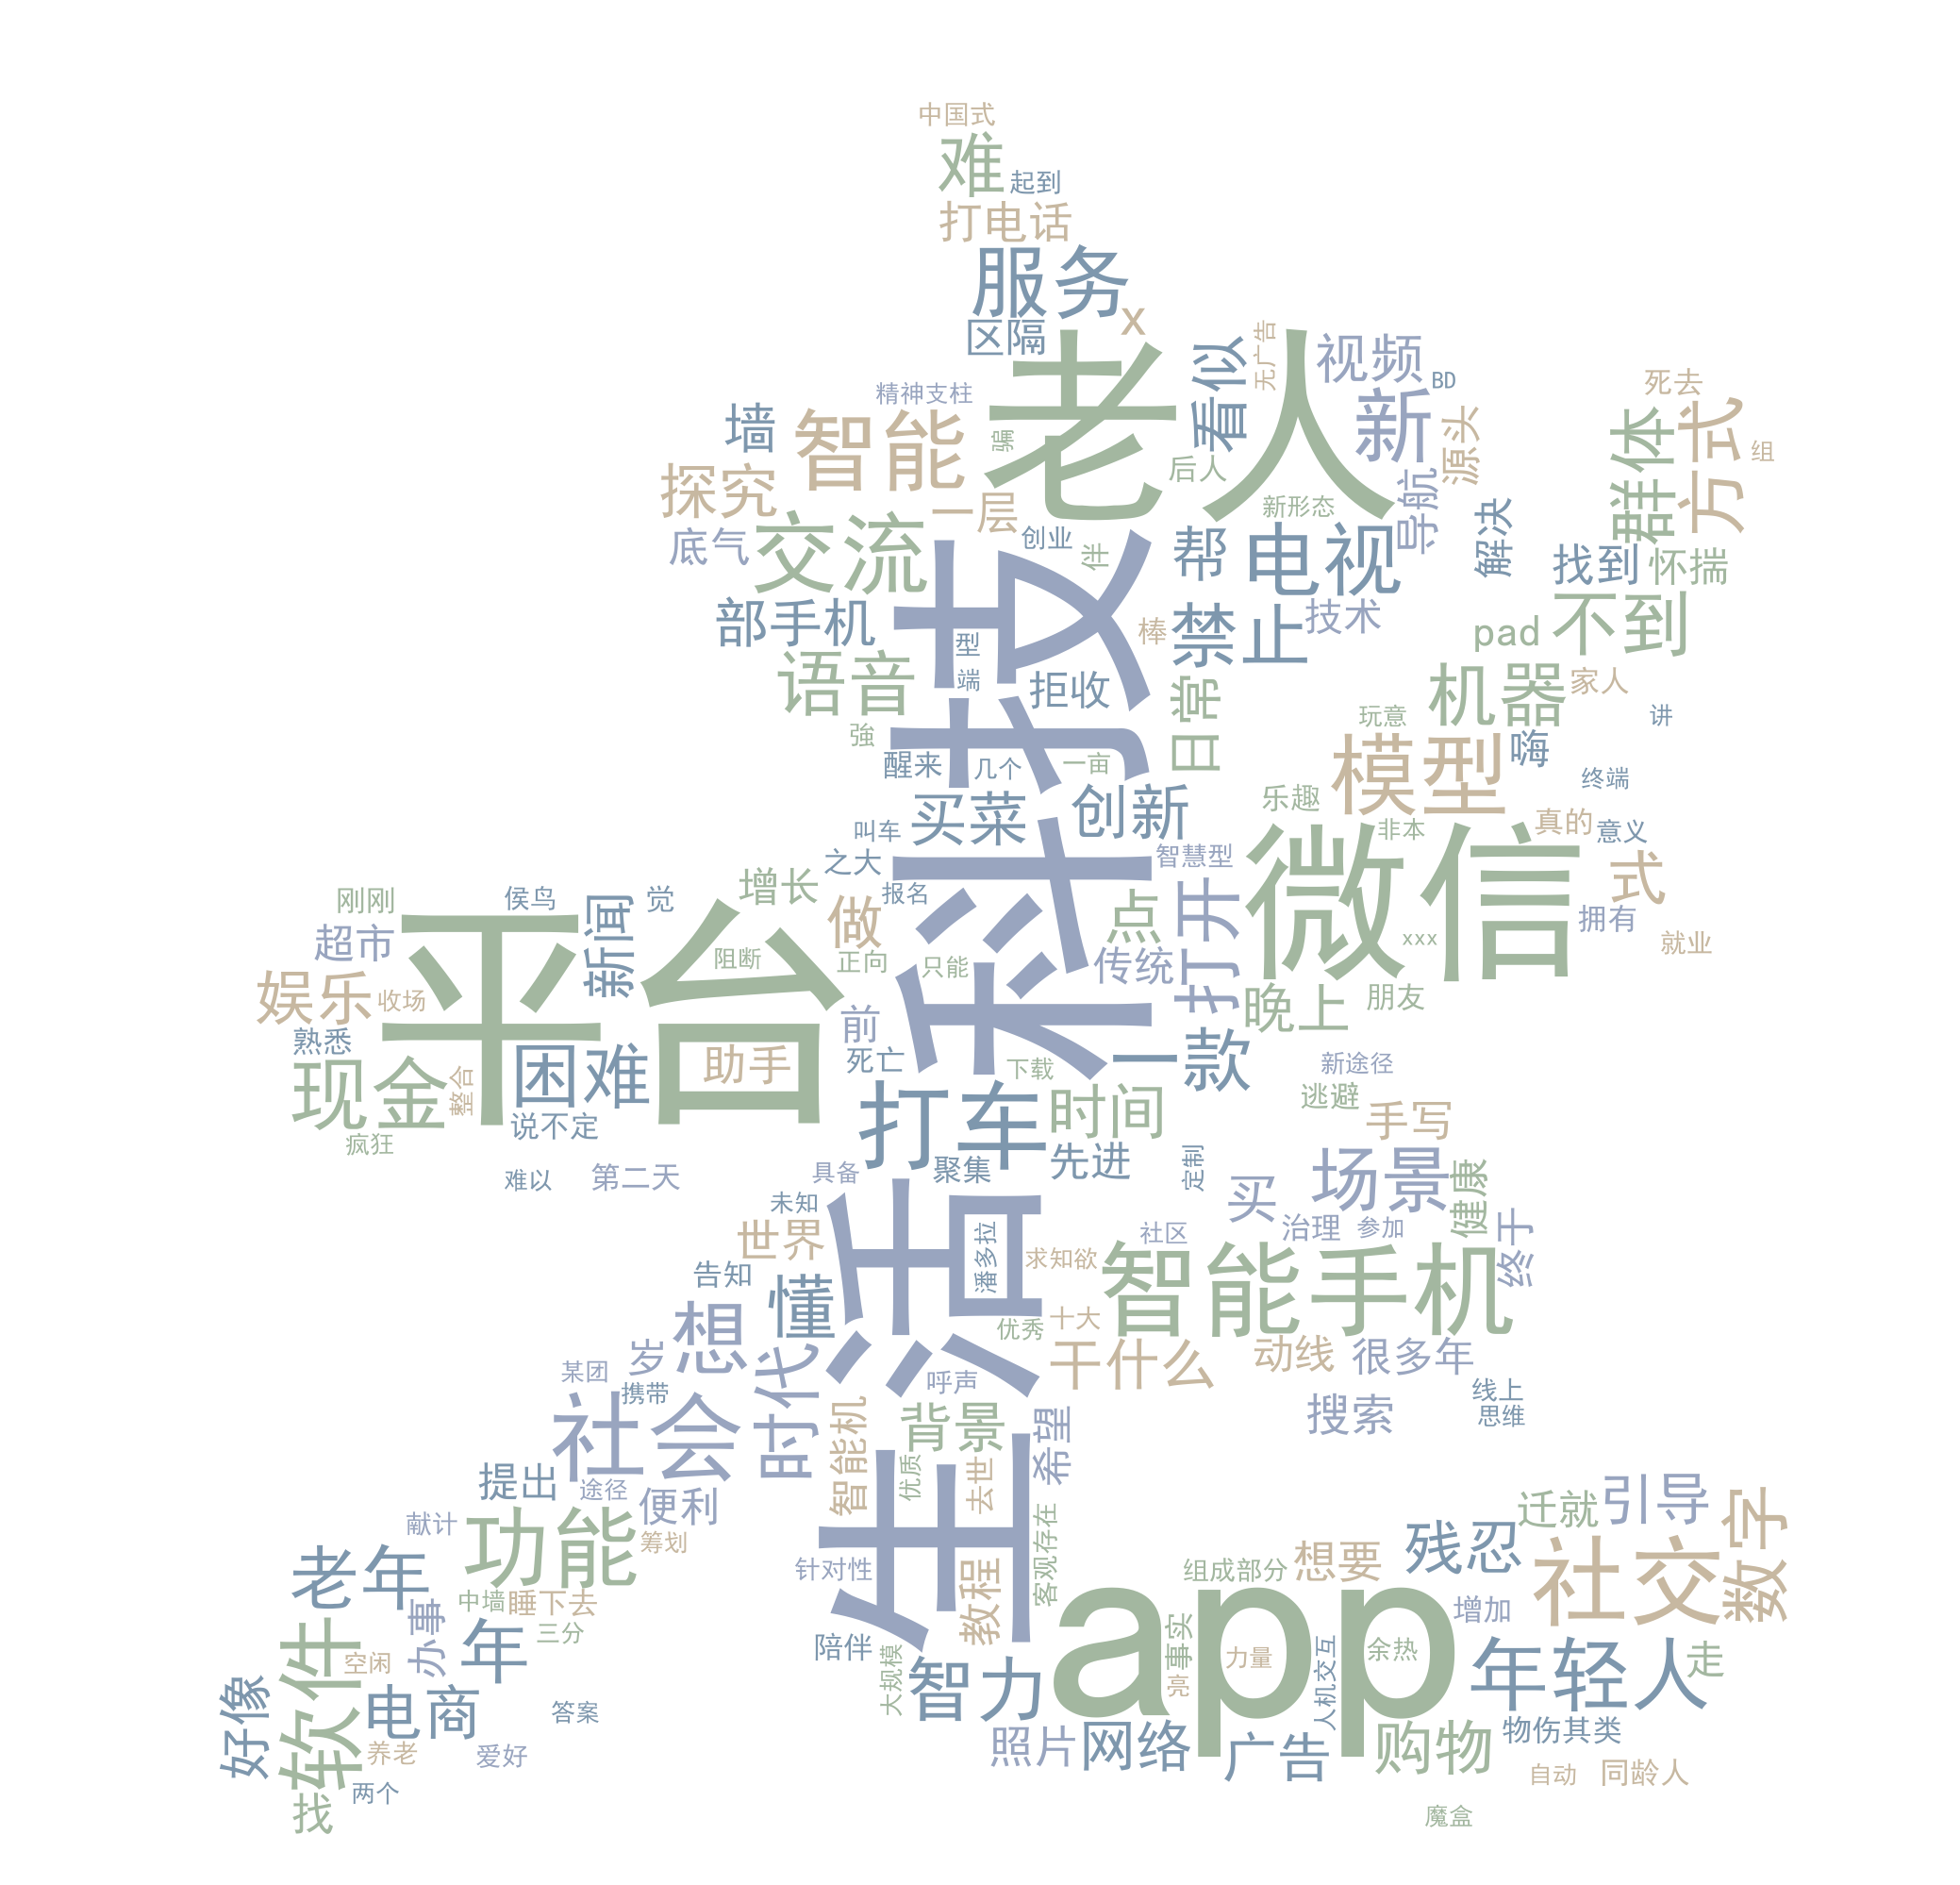 中国式
难
起到
打电话
服务
区隔
x
老人
看似
无广告
视频
BD
新
精神支柱
墙
智能
骗
后人
源头
死去
群体
方式
组
探究
一层
新形态
导航
底气
交流
创业
帮
电视
解决
找到
怀揣
部手机
科技
棒
禁止
技术
pad
不到
语音
型
端
拒收
日常
机器
家人
強
玩意
讲
醒来
几个
一亩
模型
嗨
终端
买菜
创新
乐趣
叫车
非本
真的
意义
之大
智慧型
微信
式
增长
报名
刚刚
侯鸟
觉
新闻
做
点
打开
拥有
超市
平台
阻断
正向
只能
传统
xxx
就业
娱乐
收场
前
晚上
朋友
熟悉
现金
整合
困难
助手
死亡
下载
一款
新途径
说不定
打车
时间
逃避
手写
疯狂
难以
第二天
具备
聚集
先进
定制
买
场景
健康
未知
世界
生活
潘多拉
求知欲
社区
治理
参加
终于
告知
懂
智能手机
想
岁
优秀
十大
干什么
动线
很多年
某团
携带
时代
呼声
线上
思维
社会
智能机
背景
希望
搜索
提出
途径
便利
优质
去世
献计
功能
筹划
针对性
教程
客观存在
组成部分
想要
残忍
迁就
引导
数字
老年
中墙
睡下去
办事
年
三分
陪伴
app
事实
亮
力量
人机交互
余热
增加
社交
软件
空闲
好像
电商
答案
大规模
智力
年轻人
走
养老
爱好
照片
网络
广告
购物
物伤其类
找
两个
自动
同龄人
魔盒